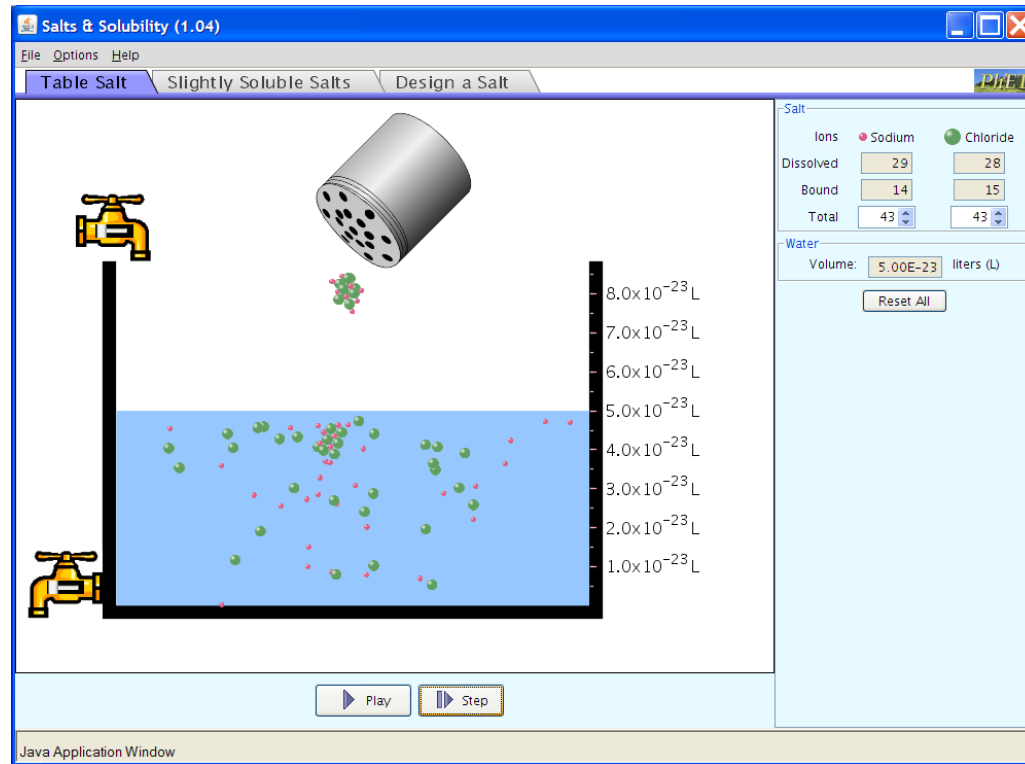 Salts & Solubility (1.04)
File Options Help
Table Salt Slightly Soluble Salts Design a Salt
PhET
Salt
Ions Sodium Chloride
Dissolved 29 28
Bound 14 15
Total 43 43
Water
Volume: 5.00E-23 liters (L)
Reset All
8.0x10⁻²³L
7.0x10⁻²³L
6.0x10⁻²³L
5.0x10⁻²³L
4.0x10⁻²³L
3.0x10⁻²³L
2.0x10⁻²³L
1.0x10⁻²³L
Play Step
Java Application Window